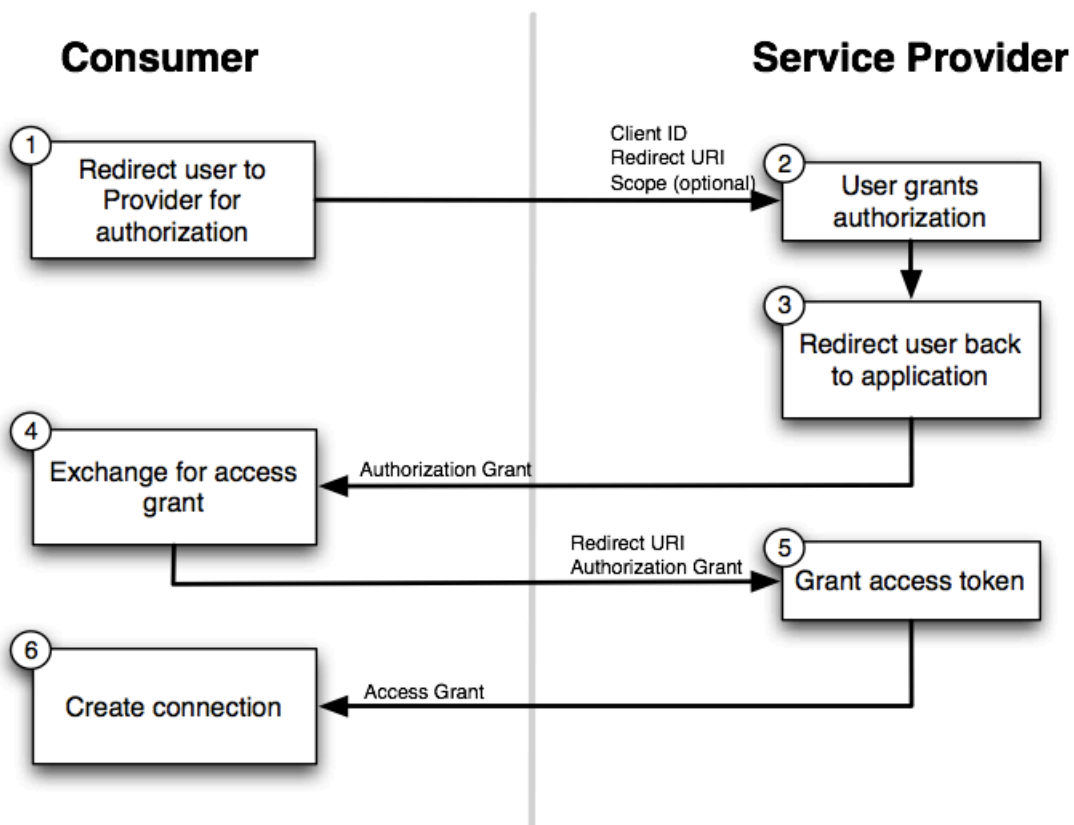 Consumer
Service Provider
1
Redirect user to
Provider for
authorization
Client ID
Redirect URI
Scope (optional)
2
User grants
authorization
3
Redirect user back
to application
4
Exchange for access
grant
Authorization Grant
Redirect URI
Authorization Grant
5
Grant access token
6
Create connection
Access Grant